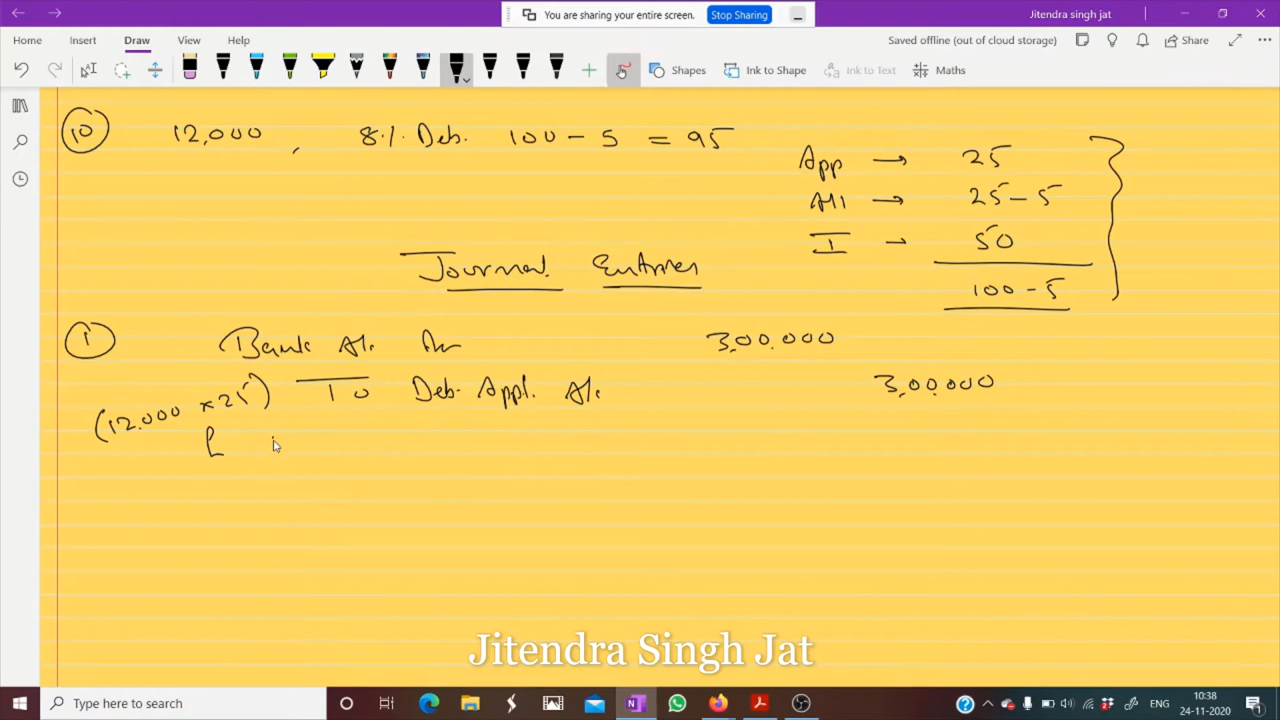 You are sharing your entire screen. Stop Sharing
Jitendra singh jat
Home Insert Draw View Help
Saved offline (out of cloud storage)
Share
Shapes Ink to Shape Ink to Text Maths
10 12,000, 8% Deb. 100 - 5 = 95
App → 25
All → 25 - 5
I → 50
100 - 5
Journal Entries
1 Bank A/c Dr 3,00,000
(12,000 x 25) To Deb. Appl. A/c 3,00,000
Jitendra Singh Jat
Type here to search
ENG
10:38
24-11-2020